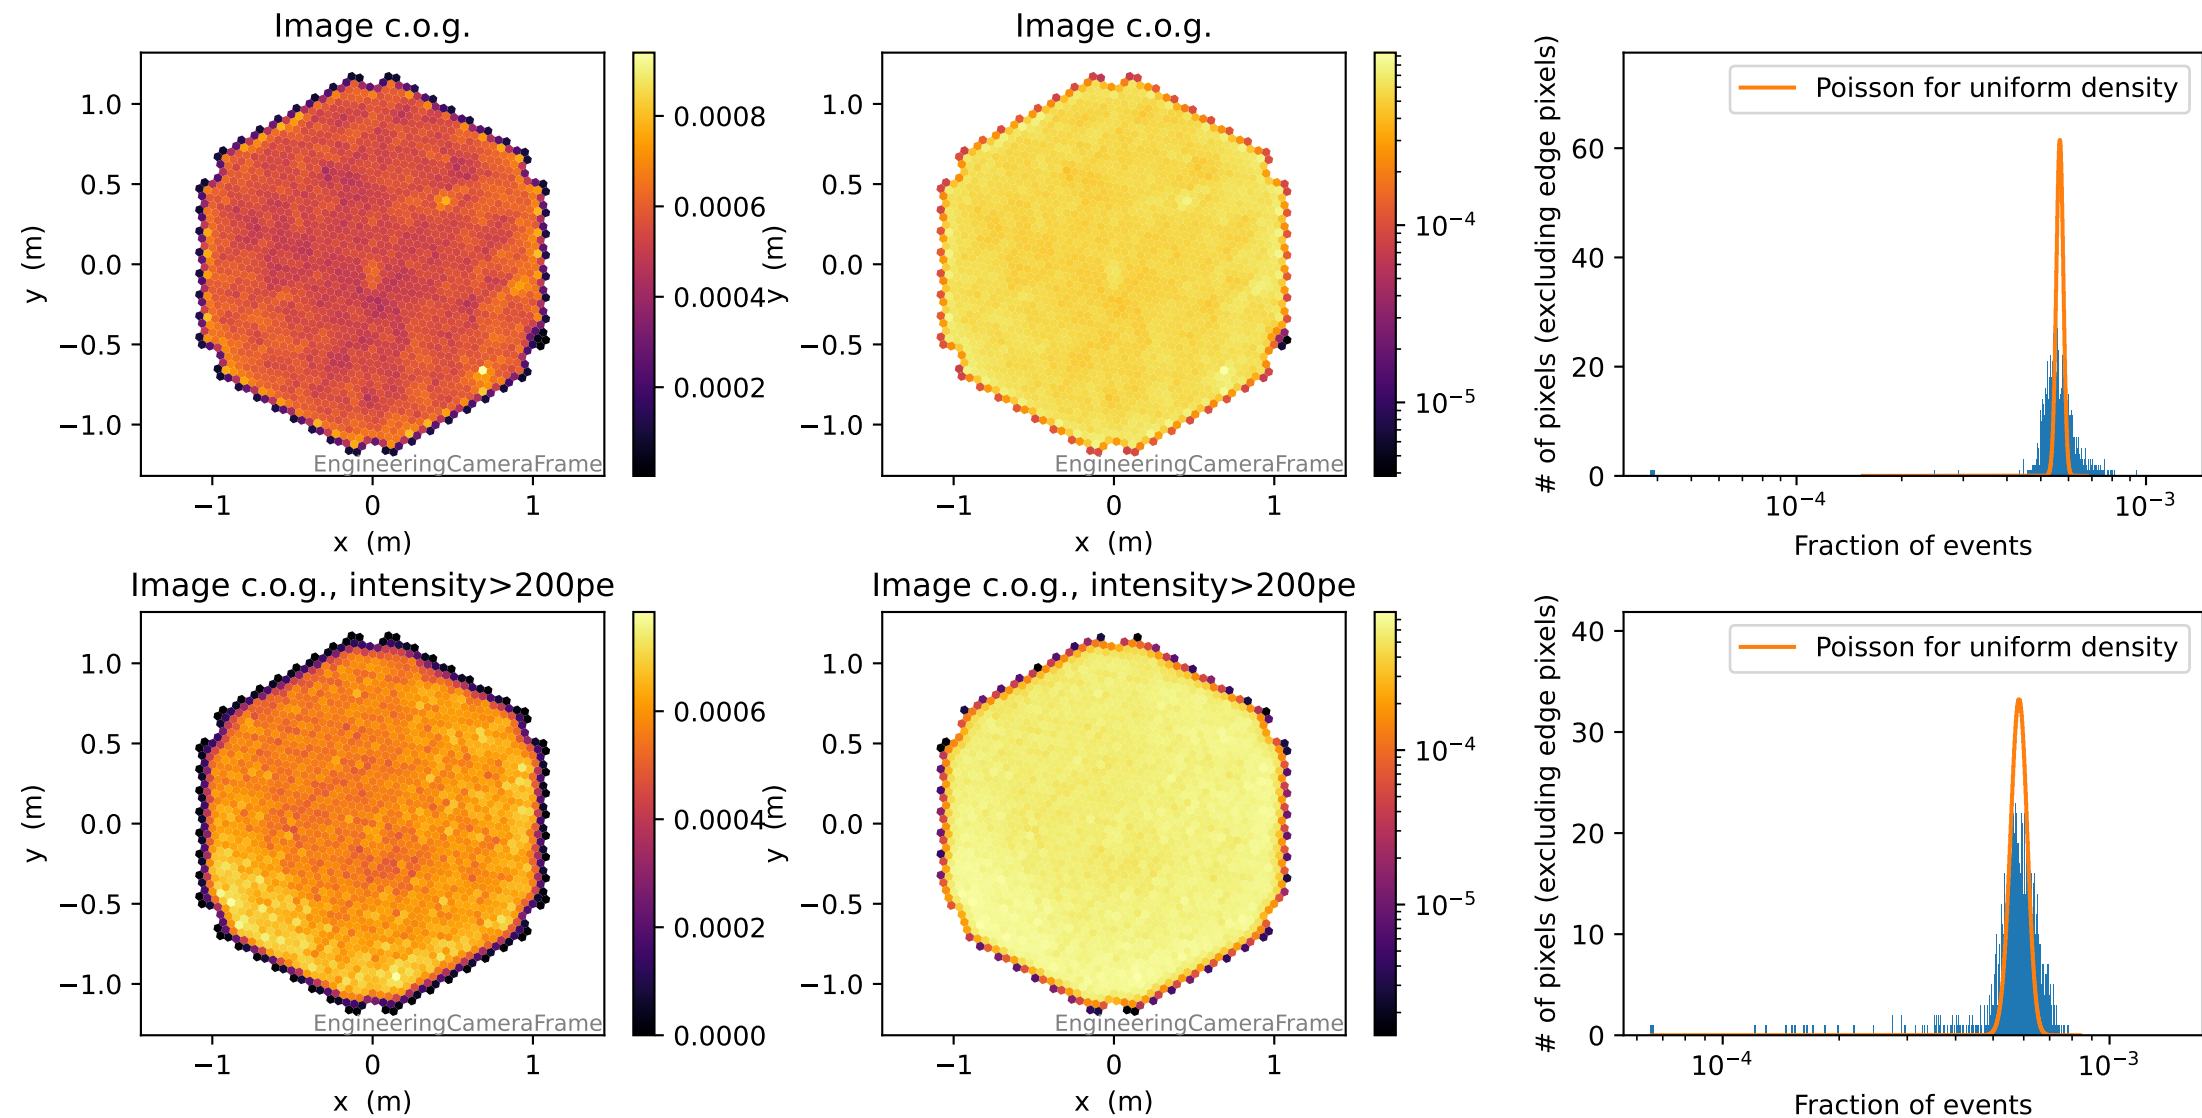 Image c.o.g.
1.0
0.5
0.0
−0.5
−1.0
y (m)
−1
0
1
x (m)
EngineeringCameraFrame
0.0008
0.0006
0.0004
0.0002
Image c.o.g.
1.0
0.5
0.0
−0.5
−1.0
y (m)
−1
0
1
x (m)
EngineeringCameraFrame
10⁻⁴
10⁻⁵
# of pixels (excluding edge pixels)
60
40
20
0
Poisson for uniform density
10⁻⁴
10⁻³
Fraction of events
Image c.o.g., intensity>200pe
1.0
0.5
0.0
−0.5
−1.0
y (m)
−1
0
1
x (m)
EngineeringCameraFrame
0.0006
0.0004
0.0002
0.0000
Image c.o.g., intensity>200pe
1.0
0.5
0.0
−0.5
−1.0
y (m)
−1
0
1
x (m)
EngineeringCameraFrame
10⁻⁴
10⁻⁵
# of pixels (excluding edge pixels)
40
30
20
10
0
Poisson for uniform density
10⁻⁴
10⁻³
Fraction of events